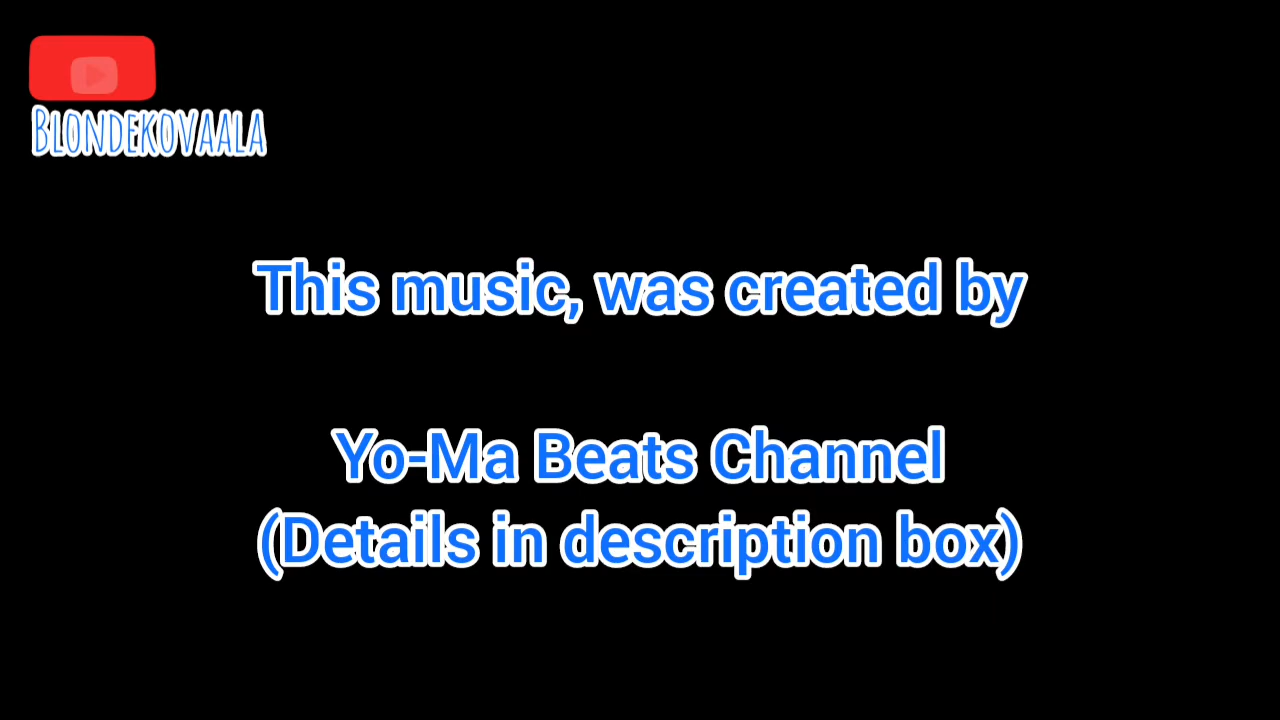 BLONDEKOVAALA
This music, was created by
Yo-Ma Beats Channel
(Details in description box)